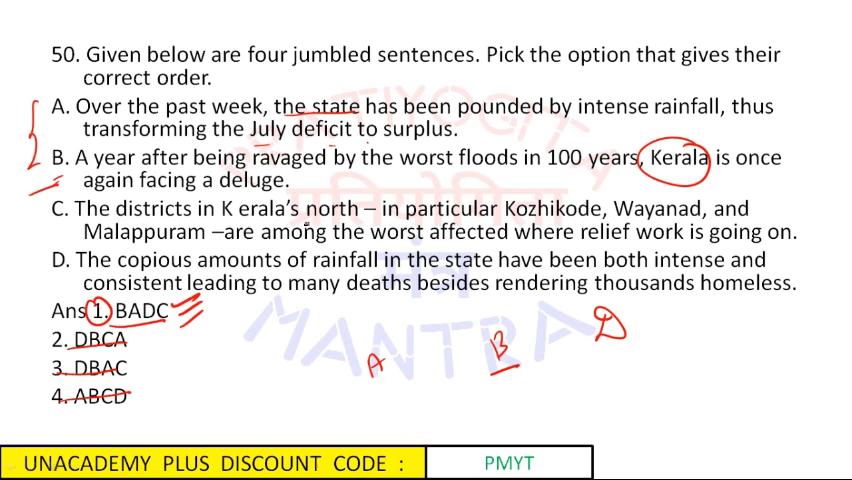 50. Given below are four jumbled sentences. Pick the option that gives their
correct order.
A. Over the past week, the state has been pounded by intense rainfall, thus
transforming the July deficit to surplus.
B. A year after being ravaged by the worst floods in 100 years, Kerala is once
again facing a deluge.
C. The districts in K erala's north – in particular Kozhikode, Wayanad, and
Malappuram –are among the worst affected where relief work is going on.
D. The copious amounts of rainfall in the state have been both intense and
consistent leading to many deaths besides rendering thousands homeless.
Ans 1. BADC
2. DBCA
3. DBAC
4. ABCD
A B D
PRATIYOGITA
प्रतियोगिता
मंत्र
MANTRA
UNACADEMY PLUS DISCOUNT CODE : PMYT